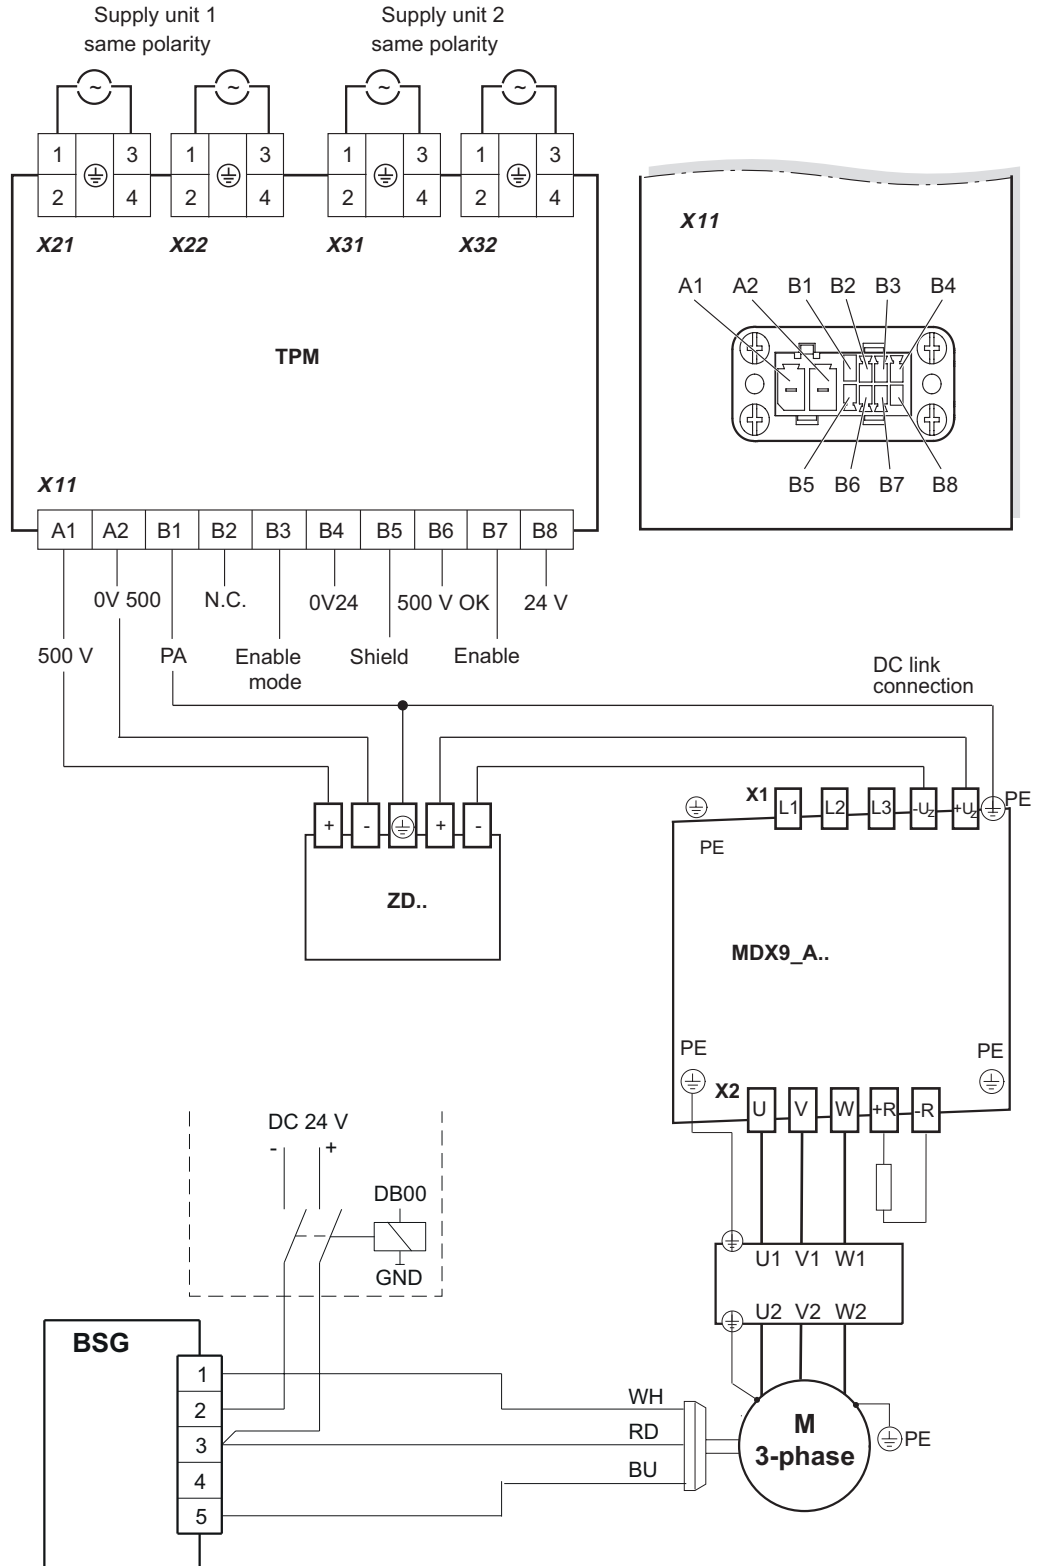 Supply unit 1
same polarity
Supply unit 2
same polarity
~ ~ ~ ~
1 3 1 3 1 3 1 3
2 4 2 4 2 4 2 4
X21 X22 X31 X32
TPM
X11
A1 A2 B1 B2 B3 B4 B5 B6 B7 B8
0V 500 N.C. 0V24 500 V OK 24 V
500 V PA Enable mode Shield Enable
X11
A1 A2 B1 B2 B3 B4
B5 B6 B7 B8
DC link
connection
+ - + -
ZD..
X1 L1 L2 L3 -Uz +Uz PE
PE
MDX9_A..
PE PE
X2 U V W +R -R
DC 24 V
- +
DB00
GND
U1 V1 W1
U2 V2 W2
BSG
1
2
3
4
5
WH
RD
BU
M
3-phase
PE